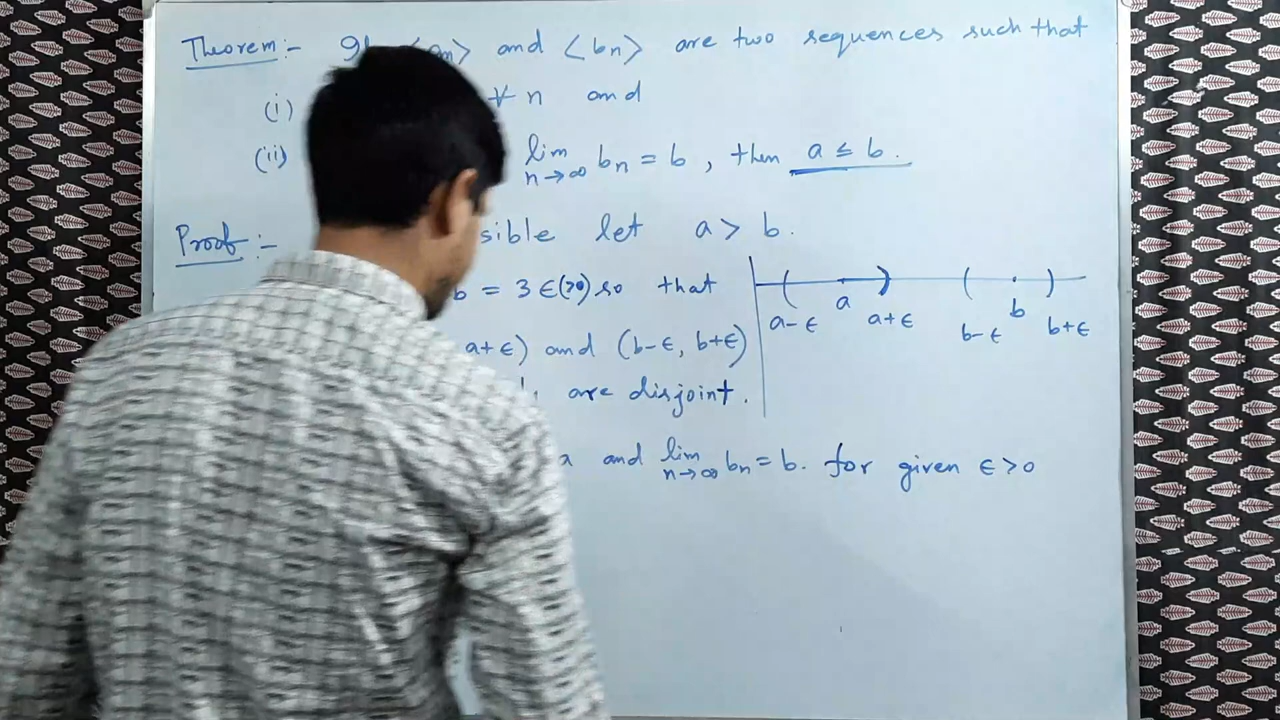 Theorem:- If <an> and <bn> are two sequences such that
(i) ∀ n and
(ii) lim n→∞ bn = b, then a ≤ b.
Proof:- sible let a > b.
b = 3 ϵ(>0) so that
a+ϵ) and (b-ϵ, b+ϵ)
are disjoint.
a-ϵ a a+ϵ b-ϵ b b+ϵ
and lim n→∞ bn = b. for given ϵ>0